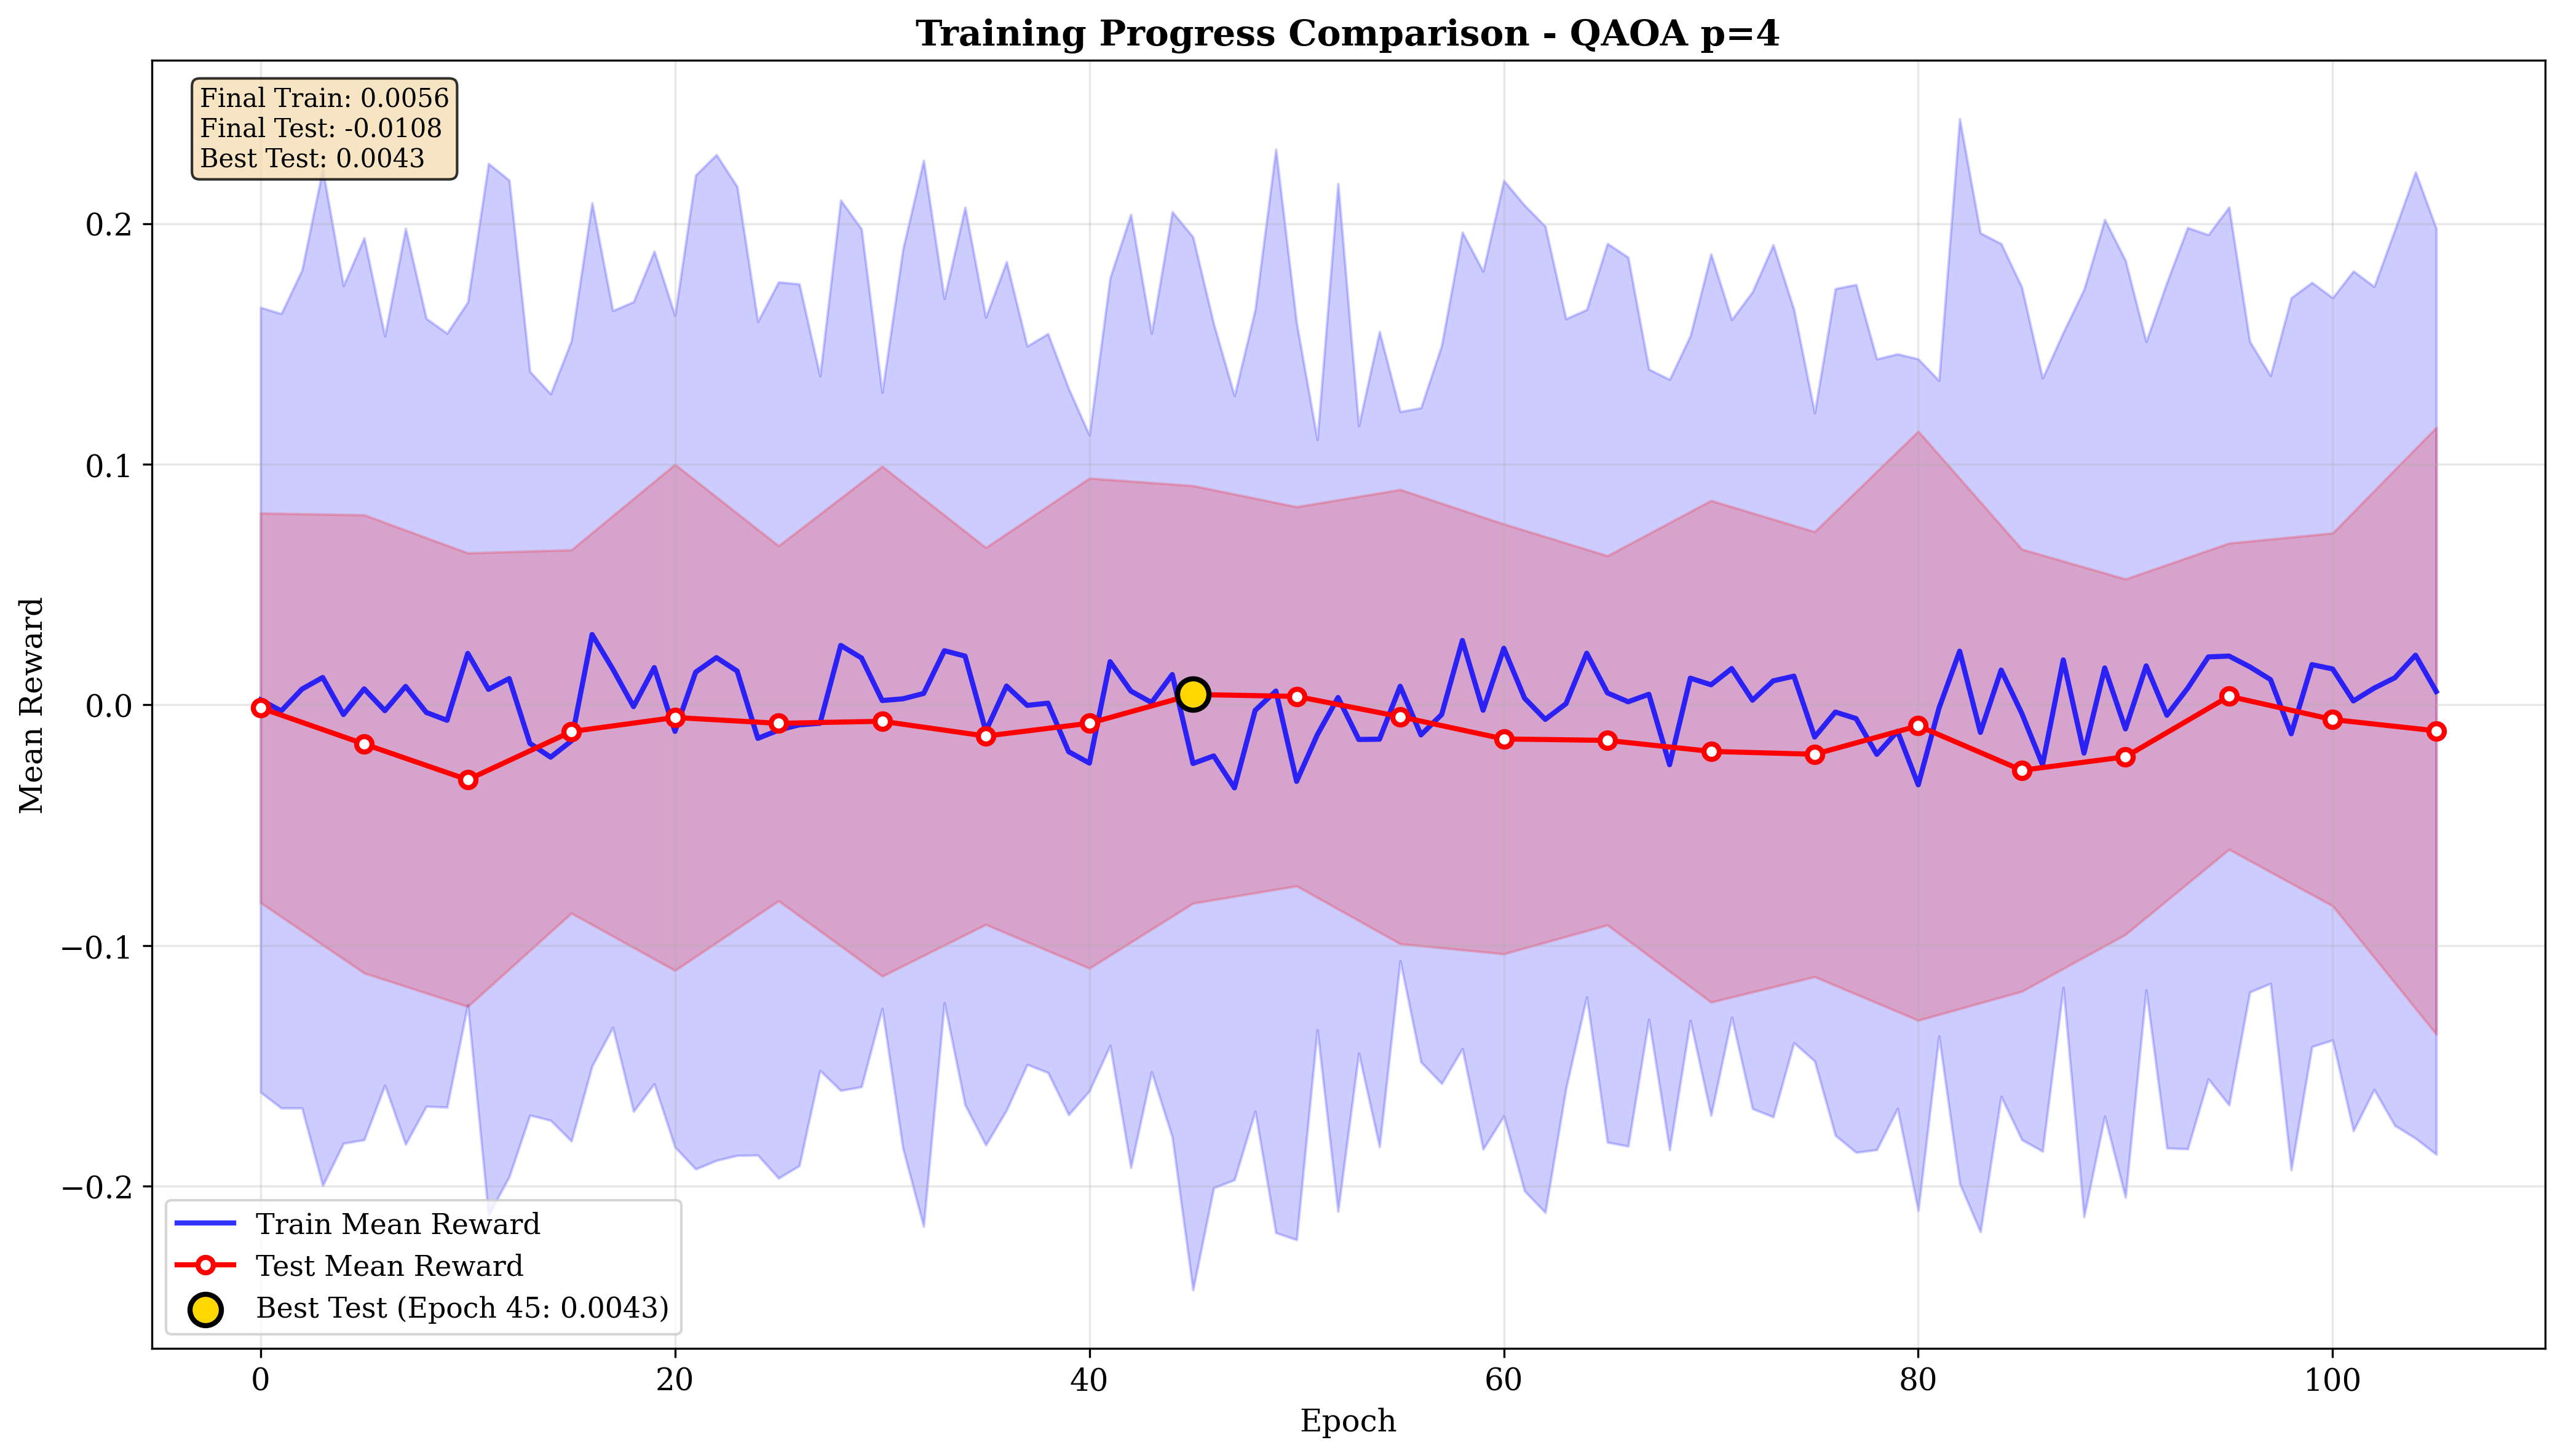 Training Progress Comparison - QAOA p=4
Final Train: 0.0056
Final Test: -0.0108
Best Test: 0.0043
Mean Reward
0.2
0.1
0.0
−0.1
−0.2
Train Mean Reward
Test Mean Reward
Best Test (Epoch 45: 0.0043)
0 20 40 60 80 100
Epoch